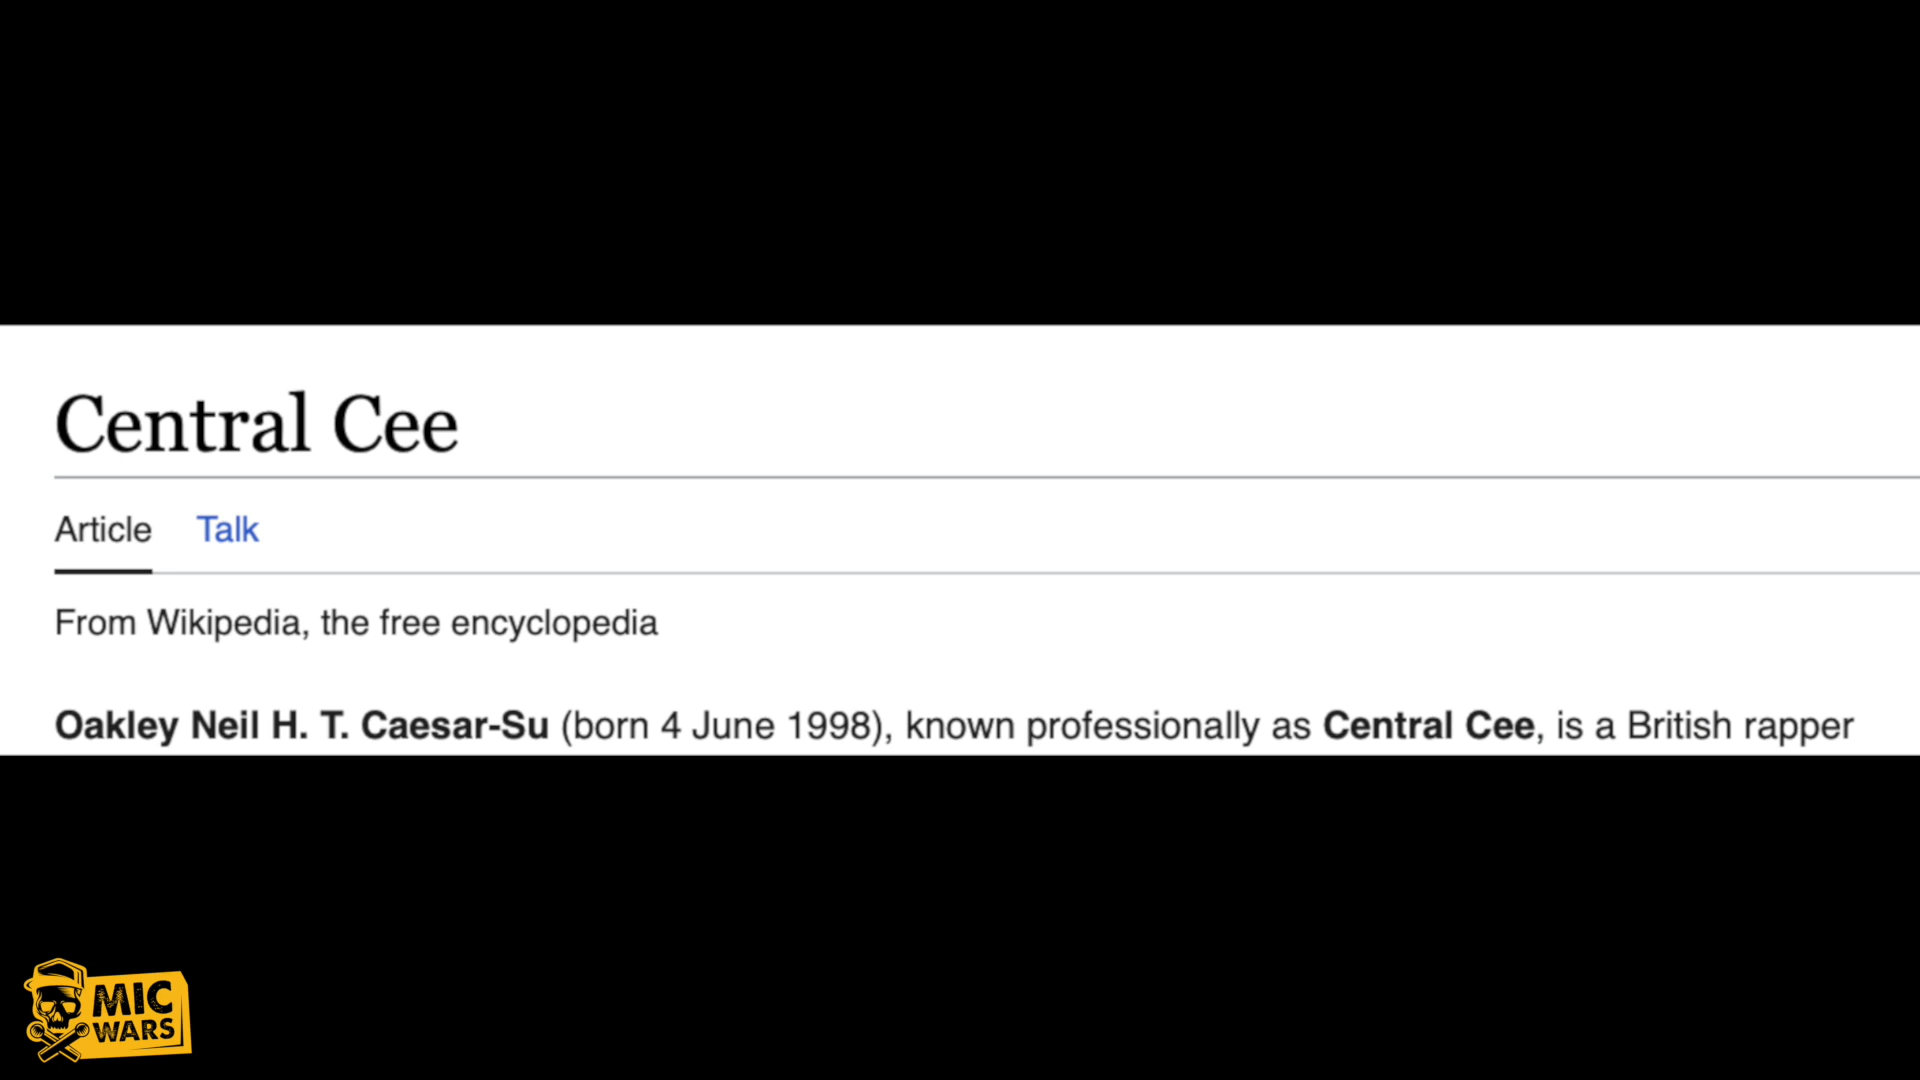 Central Cee
Article Talk
From Wikipedia, the free encyclopedia
Oakley Neil H. T. Caesar-Su (born 4 June 1998), known professionally as Central Cee, is a British rapper
MIC
WARS